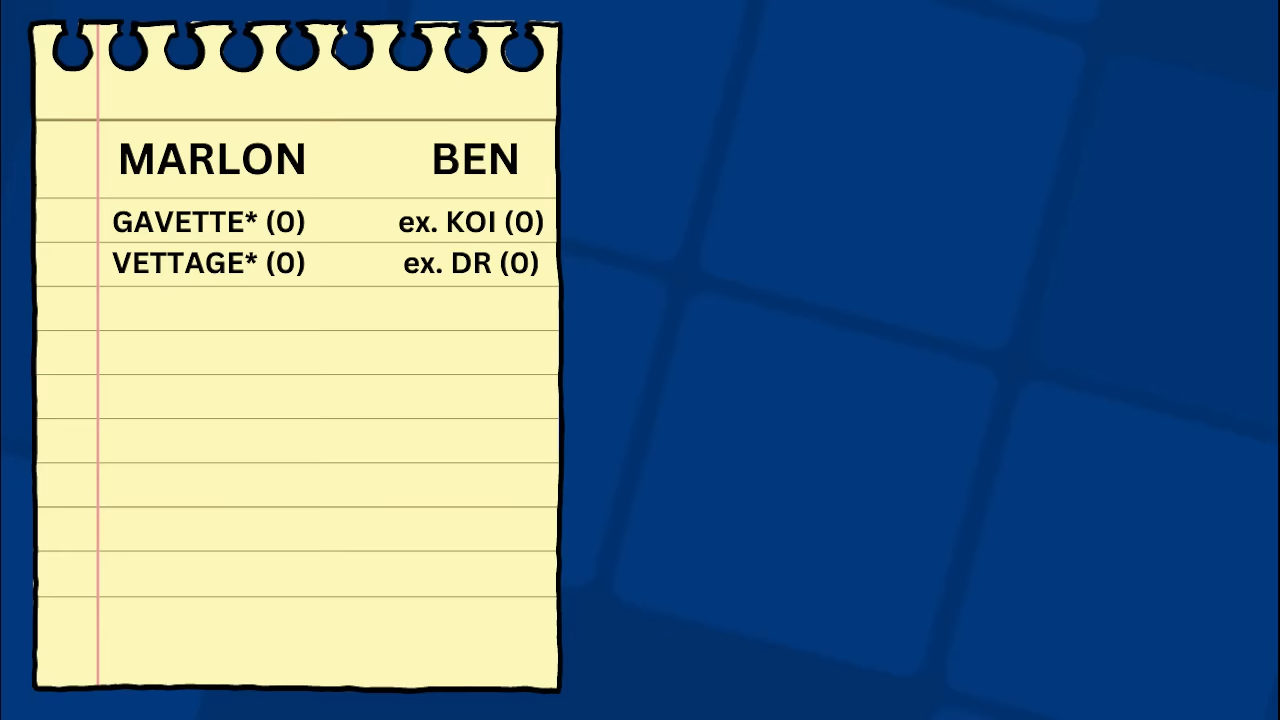 MARLON BEN
GAVETTE* (0) ex. KOI (0)
VETTAGE* (0) ex. DR (0)